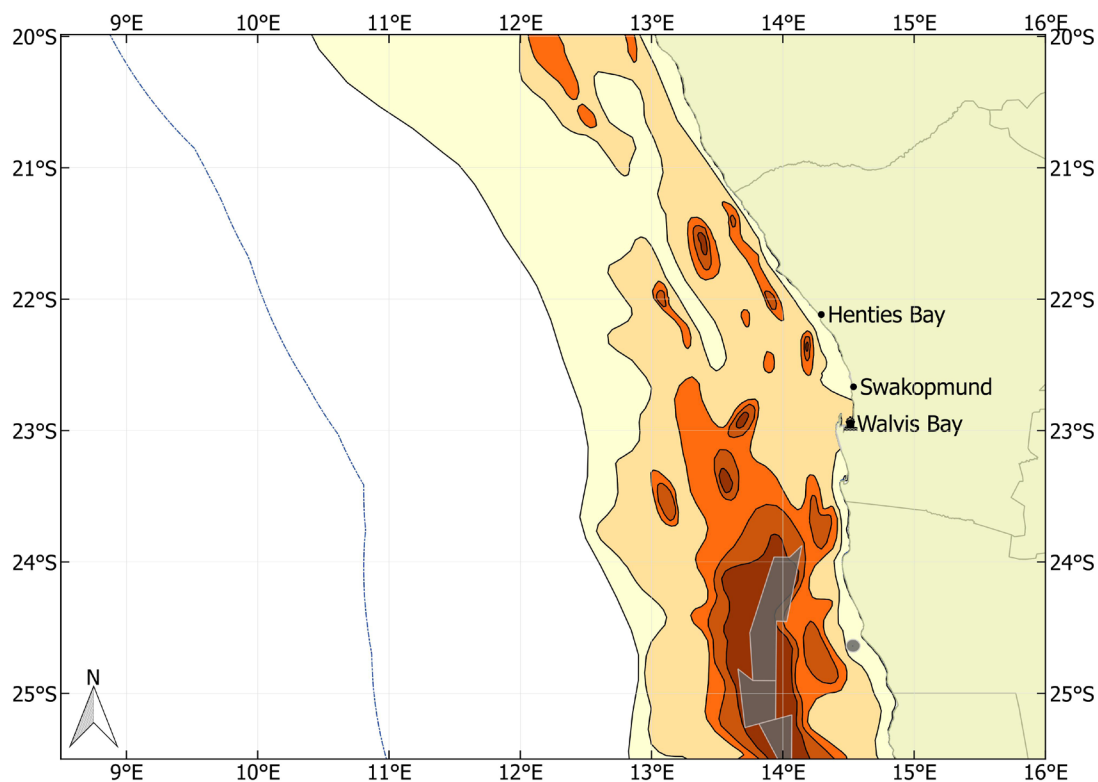 9°E 10°E 11°E 12°E 13°E 14°E 15°E 16°E
20°S 20°S
21°S 21°S
22°S 22°S
Henties Bay
Swakopmund
Walvis Bay
23°S 23°S
24°S 24°S
N
25°S 25°S
9°E 10°E 11°E 12°E 13°E 14°E 15°E 16°E